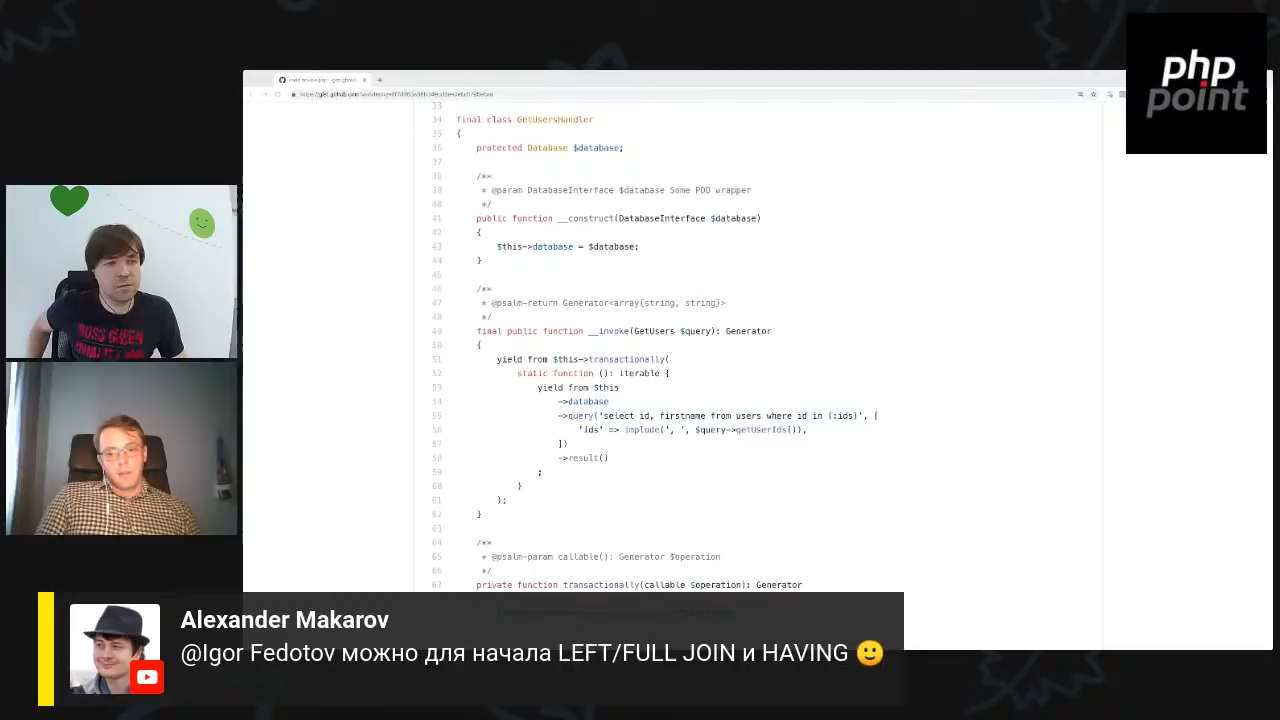 php
point
33
34 final class GetUsersHandler
35 {
36 protected Database $database;
37
38 /**
39 * @param DatabaseInterface $database Some PDO wrapper
40 */
41 public function __construct(DatabaseInterface $database)
42 {
43 $this->database = $database;
44 }
45
46 /**
47 * @psalm-return Generator<array{string, string}>
48 */
49 final public function __invoke(GetUsers $query): Generator
50 {
51 yield from $this->transactionally(
52 static function (): iterable {
53 yield from $this
54 ->database
55 ->query('select id, firstname from users where id in (:ids)', [
56 'ids' => implode(', ', $query->getUserIds()),
57 ])
58 ->result()
59 ;
60 }
61 );
62 }
63
64 /**
65 * @psalm-param callable(): Generator $operation
66 */
67 private function transactionally(callable $operation): Generator
Alexander Makarov
@Igor Fedotov можно для начала LEFT/FULL JOIN и HAVING 🙂